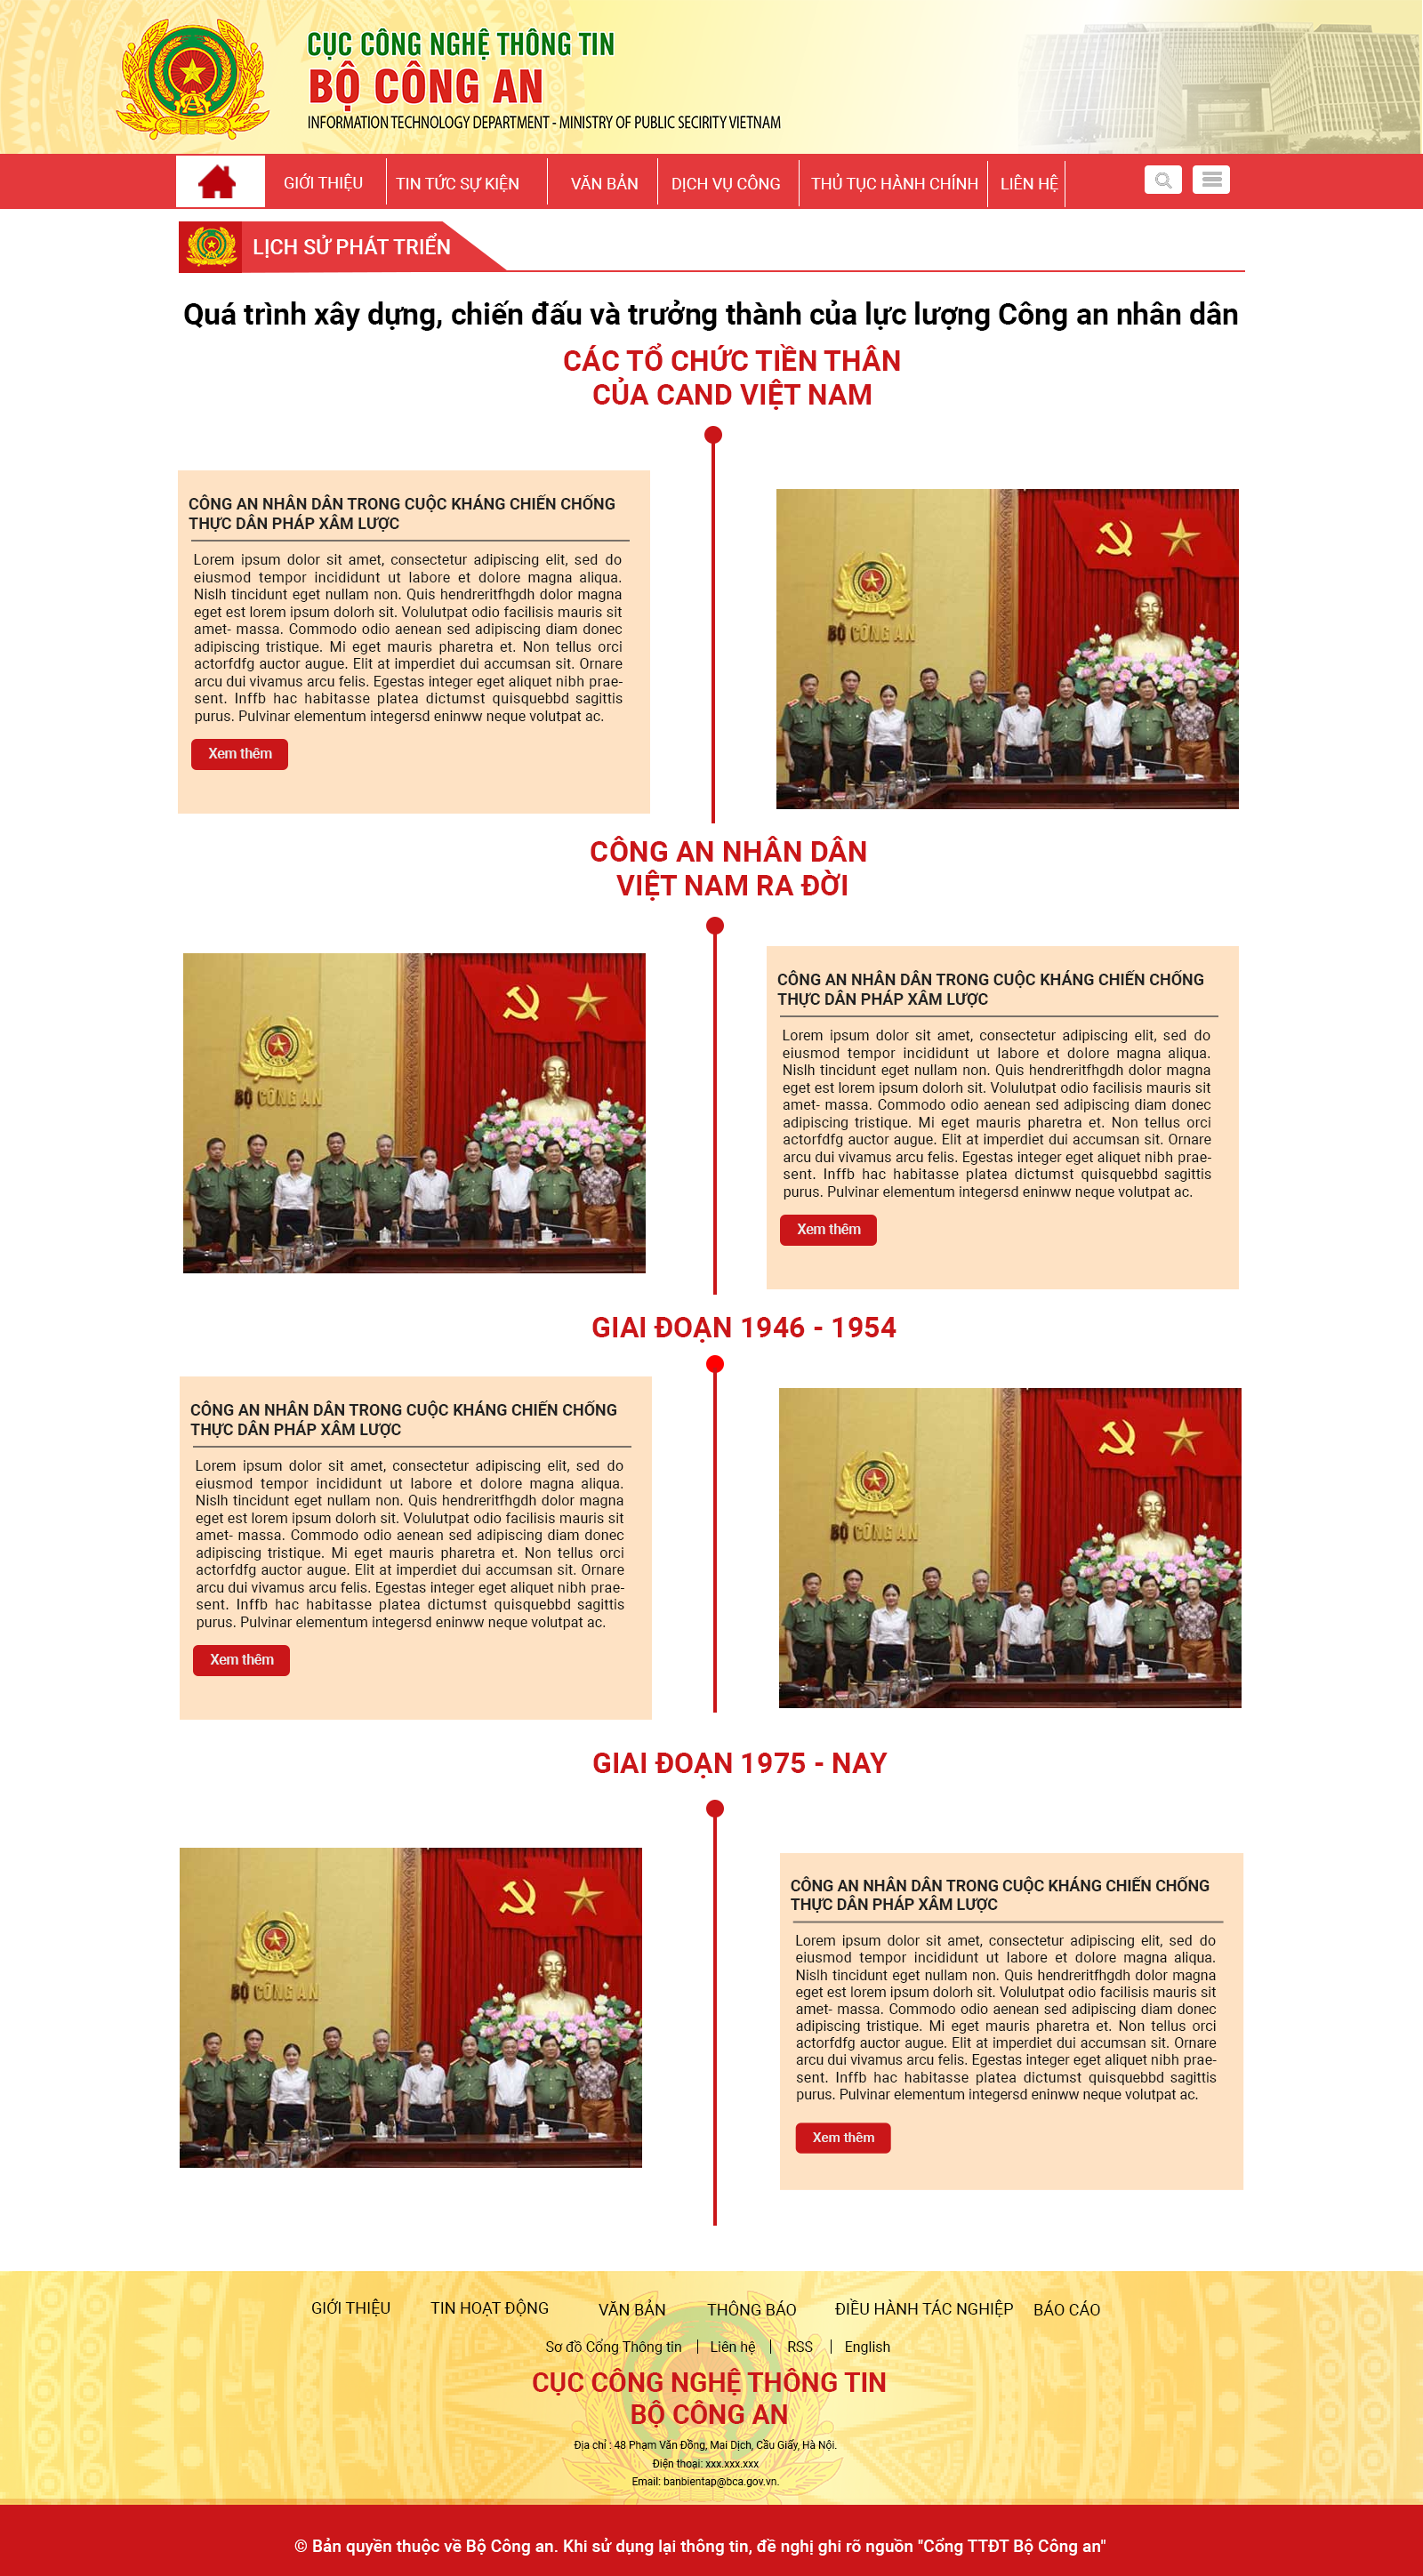 CỤC CÔNG NGHỆ THÔNG TIN
BỘ CÔNG AN
INFORMATION TECHNOLOGY DEPARTMENT - MINISTRY OF PUBLIC SECIRITY VIETNAM
GIỚI THIỆU
TIN TỨC SỰ KIỆN
VĂN BẢN
DỊCH VỤ CÔNG
THỦ TỤC HÀNH CHÍNH
LIÊN HỆ
LỊCH SỬ PHÁT TRIỂN
Quá trình xây dựng, chiến đấu và trưởng thành của lực lượng Công an nhân dân
CÁC TỔ CHỨC TIỀN THÂN
CỦA CAND VIỆT NAM
CÔNG AN NHÂN DÂN TRONG CUỘC KHÁNG CHIẾN CHỐNG
THỰC DÂN PHÁP XÂM LƯỢC
Lorem ipsum dolor sit amet, consectetur adipiscing elit, sed do
eiusmod tempor incididunt ut labore et dolore magna aliqua.
Nislh tincidunt eget nullam non. Quis hendreritfhgdh dolor magna
eget est lorem ipsum dolorh sit. Volulutpat odio facilisis mauris sit
amet- massa. Commodo odio aenean sed adipiscing diam donec
adipiscing tristique. Mi eget mauris pharetra et. Non tellus orci
actorfdfg auctor augue. Elit at imperdiet dui accumsan sit. Ornare
arcu dui vivamus arcu felis. Egestas integer eget aliquet nibh prae-
sent. Inffb hac habitasse platea dictumst quisquebbd sagittis
purus. Pulvinar elementum integersd eninww neque volutpat ac.
Xem thêm
BỘ CÔNG AN
CÔNG AN NHÂN DÂN
VIỆT NAM RA ĐỜI
BỘ CÔNG AN
CÔNG AN NHÂN DÂN TRONG CUỘC KHÁNG CHIẾN CHỐNG
THỰC DÂN PHÁP XÂM LƯỢC
Lorem ipsum dolor sit amet, consectetur adipiscing elit, sed do
eiusmod tempor incididunt ut labore et dolore magna aliqua.
Nislh tincidunt eget nullam non. Quis hendreritfhgdh dolor magna
eget est lorem ipsum dolorh sit. Volulutpat odio facilisis mauris sit
amet- massa. Commodo odio aenean sed adipiscing diam donec
adipiscing tristique. Mi eget mauris pharetra et. Non tellus orci
actorfdfg auctor augue. Elit at imperdiet dui accumsan sit. Ornare
arcu dui vivamus arcu felis. Egestas integer eget aliquet nibh prae-
sent. Inffb hac habitasse platea dictumst quisquebbd sagittis
purus. Pulvinar elementum integersd eninww neque volutpat ac.
Xem thêm
GIAI ĐOẠN 1946 - 1954
CÔNG AN NHÂN DÂN TRONG CUỘC KHÁNG CHIẾN CHỐNG
THỰC DÂN PHÁP XÂM LƯỢC
Lorem ipsum dolor sit amet, consectetur adipiscing elit, sed do
eiusmod tempor incididunt ut labore et dolore magna aliqua.
Nislh tincidunt eget nullam non. Quis hendreritfhgdh dolor magna
eget est lorem ipsum dolorh sit. Volulutpat odio facilisis mauris sit
amet- massa. Commodo odio aenean sed adipiscing diam donec
adipiscing tristique. Mi eget mauris pharetra et. Non tellus orci
actorfdfg auctor augue. Elit at imperdiet dui accumsan sit. Ornare
arcu dui vivamus arcu felis. Egestas integer eget aliquet nibh prae-
sent. Inffb hac habitasse platea dictumst quisquebbd sagittis
purus. Pulvinar elementum integersd eninww neque volutpat ac.
Xem thêm
BỘ CÔNG AN
GIAI ĐOẠN 1975 - NAY
BỘ CÔNG AN
CÔNG AN NHÂN DÂN TRONG CUỘC KHÁNG CHIẾN CHỐNG
THỰC DÂN PHÁP XÂM LƯỢC
Lorem ipsum dolor sit amet, consectetur adipiscing elit, sed do
eiusmod tempor incididunt ut labore et dolore magna aliqua.
Nislh tincidunt eget nullam non. Quis hendreritfhgdh dolor magna
eget est lorem ipsum dolorh sit. Volulutpat odio facilisis mauris sit
amet- massa. Commodo odio aenean sed adipiscing diam donec
adipiscing tristique. Mi eget mauris pharetra et. Non tellus orci
actorfdfg auctor augue. Elit at imperdiet dui accumsan sit. Ornare
arcu dui vivamus arcu felis. Egestas integer eget aliquet nibh prae-
sent. Inffb hac habitasse platea dictumst quisquebbd sagittis
purus. Pulvinar elementum integersd eninww neque volutpat ac.
Xem thêm
GIỚI THIỆU
TIN HOẠT ĐỘNG
VĂN BẢN
THÔNG BÁO
ĐIỀU HÀNH TÁC NGHIỆP
BÁO CÁO
Sơ đồ Cổng Thông tin | Liên hệ | RSS | English
CỤC CÔNG NGHỆ THÔNG TIN
BỘ CÔNG AN
Địa chỉ : 48 Phạm Văn Đồng, Mai Dịch, Cầu Giấy, Hà Nội.
Điện thoại: xxx.xxx.xxx
Email: banbientap@bca.gov.vn.
© Bản quyền thuộc về Bộ Công an. Khi sử dụng lại thông tin, đề nghị ghi rõ nguồn "Cổng TTĐT Bộ Công an"